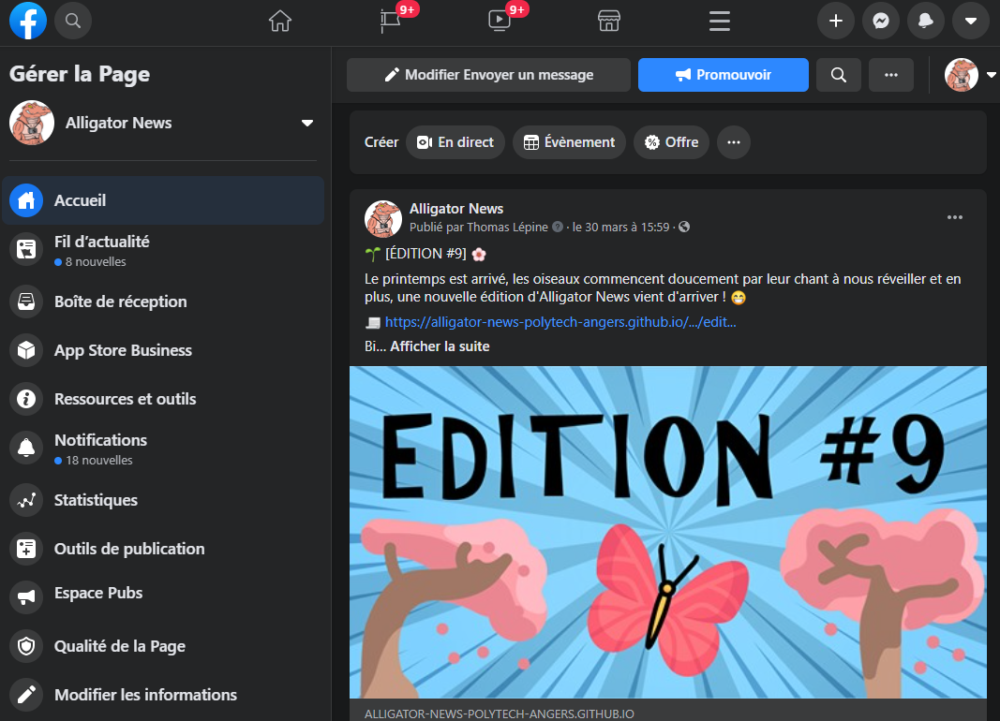 9+
9+
Gérer la Page
Alligator News
Accueil
Fil d’actualité
8 nouvelles
Boîte de réception
App Store Business
Ressources et outils
Notifications
18 nouvelles
Statistiques
Outils de publication
Espace Pubs
Qualité de la Page
Modifier les informations
Modifier Envoyer un message
Promouvoir
Créer
En direct
Évènement
Offre
Alligator News
Publié par Thomas Lépine · le 30 mars à 15:59 ·
[ÉDITION #9]
Le printemps est arrivé, les oiseaux commencent doucement par leur chant à nous réveiller et en
plus, une nouvelle édition d'Alligator News vient d'arriver !
https://alligator-news-polytech-angers.github.io/.../edit...
Bi... Afficher la suite
EDITION #9
ALLIGATOR-NEWS-POLYTECH-ANGERS.GITHUB.IO